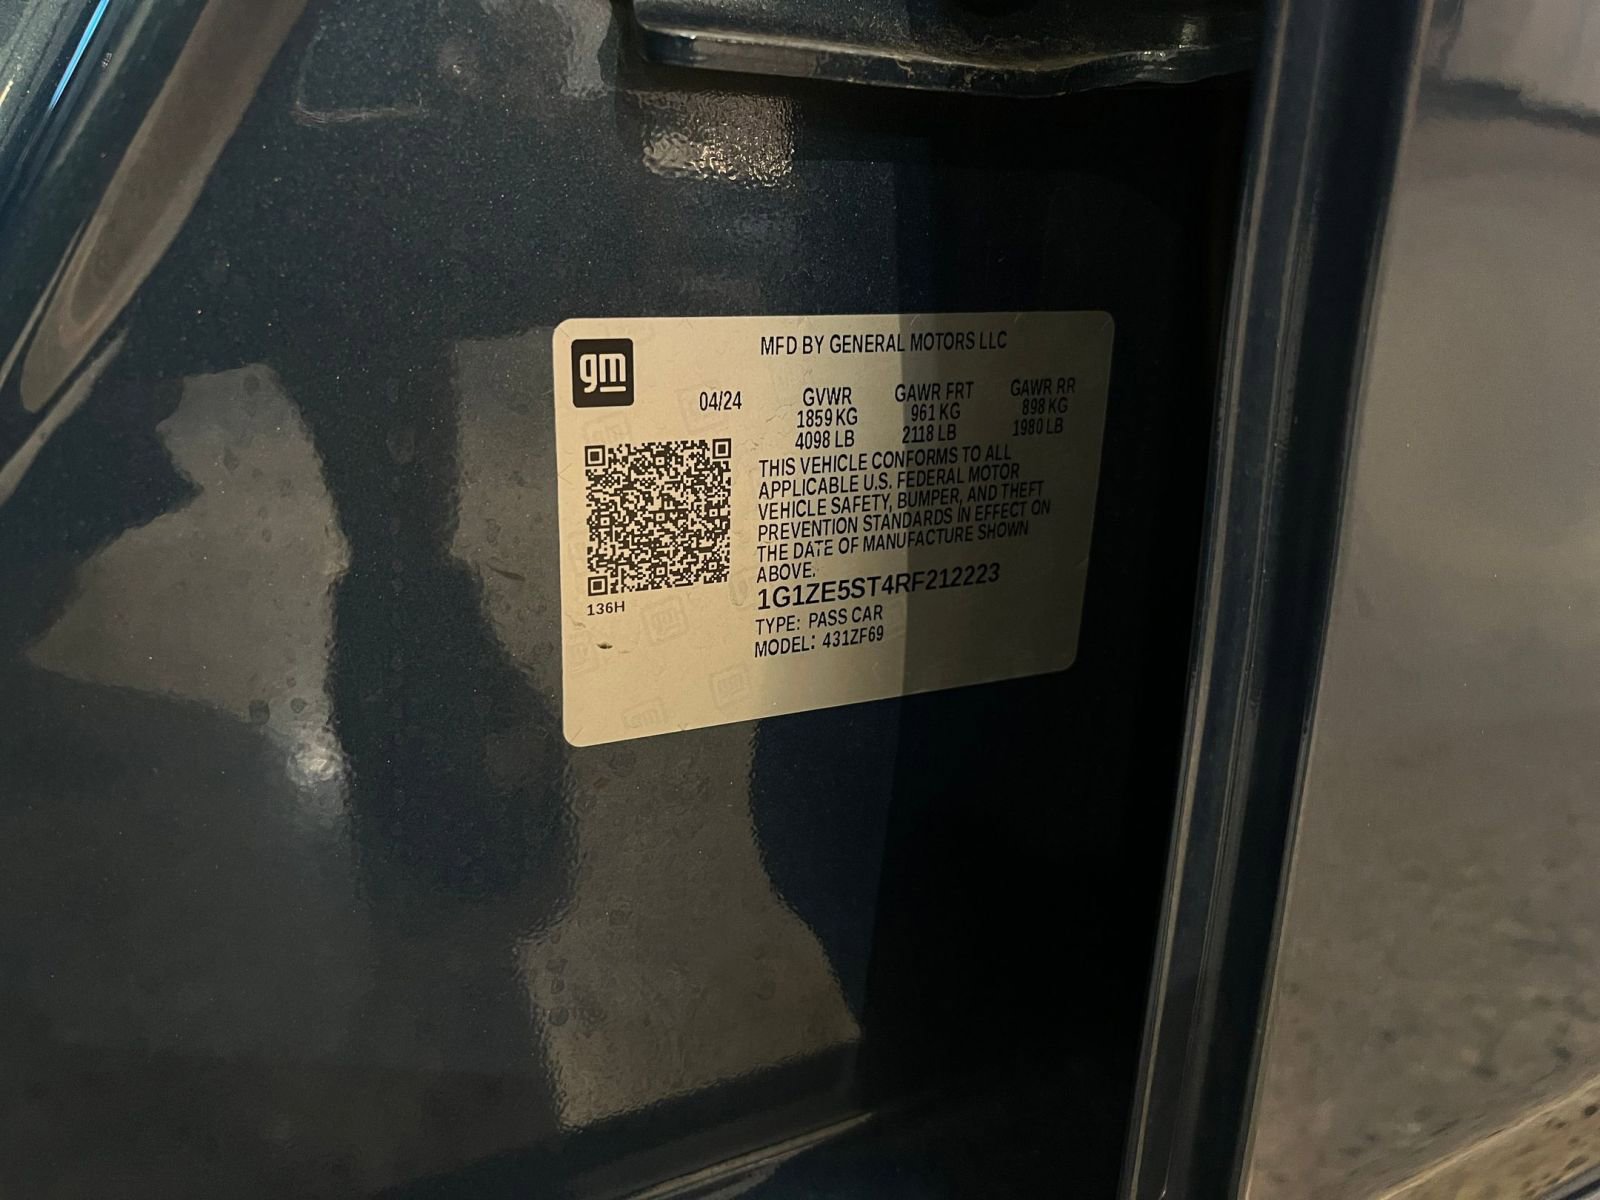 gm
MFD BY GENERAL MOTORS LLC
04/24 GVWR GAWR FRT GAWR RR
1859 KG 961 KG 898 KG
4098 LB 2118 LB 1980 LB
THIS VEHICLE CONFORMS TO ALL
APPLICABLE U.S. FEDERAL MOTOR
VEHICLE SAFETY, BUMPER, AND THEFT
PREVENTION STANDARDS IN EFFECT ON
THE DATE OF MANUFACTURE SHOWN
ABOVE.
136H
1G1ZE5ST4RF212223
TYPE: PASS CAR
MODEL: 431ZF69